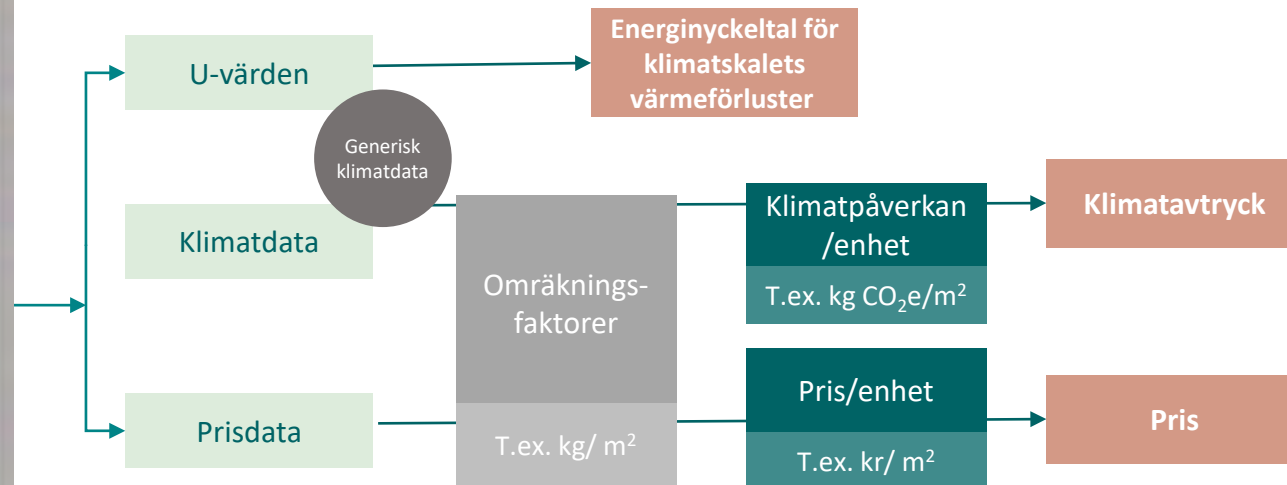 U-värden
Energinyckeltal för
klimatskalets
värmeförluster
Generisk
klimatdata
Klimatdata
Omräknings-
faktorer
T.ex. kg/ m²
Klimatpåverkan
/enhet
T.ex. kg CO₂e/m²
Klimatavtryck
Prisdata
Pris/enhet
T.ex. kr/ m²
Pris